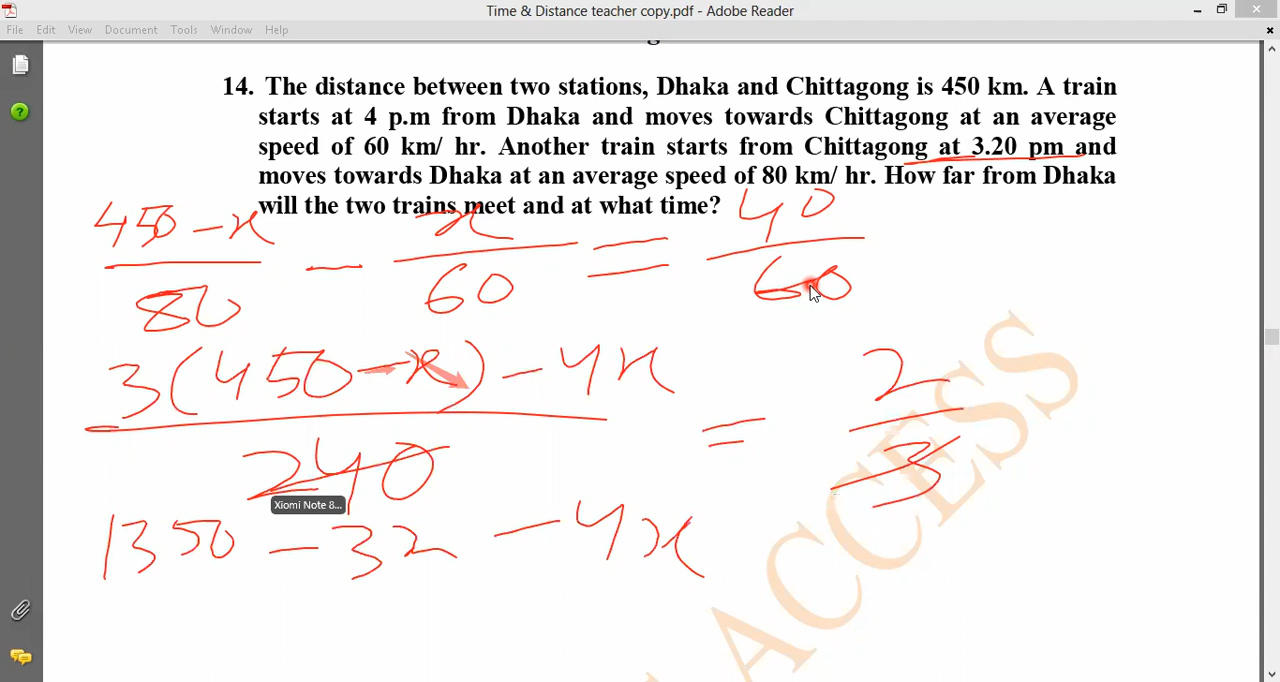 Time & Distance teacher copy.pdf - Adobe Reader
File Edit View Document Tools Window Help
14. The distance between two stations, Dhaka and Chittagong is 450 km. A train
starts at 4 p.m from Dhaka and moves towards Chittagong at an average
speed of 60 km/ hr. Another train starts from Chittagong at 3.20 pm and
moves towards Dhaka at an average speed of 80 km/ hr. How far from Dhaka
will the two trains meet and at what time?
450 - x x 40
80 - 60 = 60
3(450 - x) - 4x 2
240 = 3
Xiomi Note 8...
1350 - 3x - 4x
ACCESS